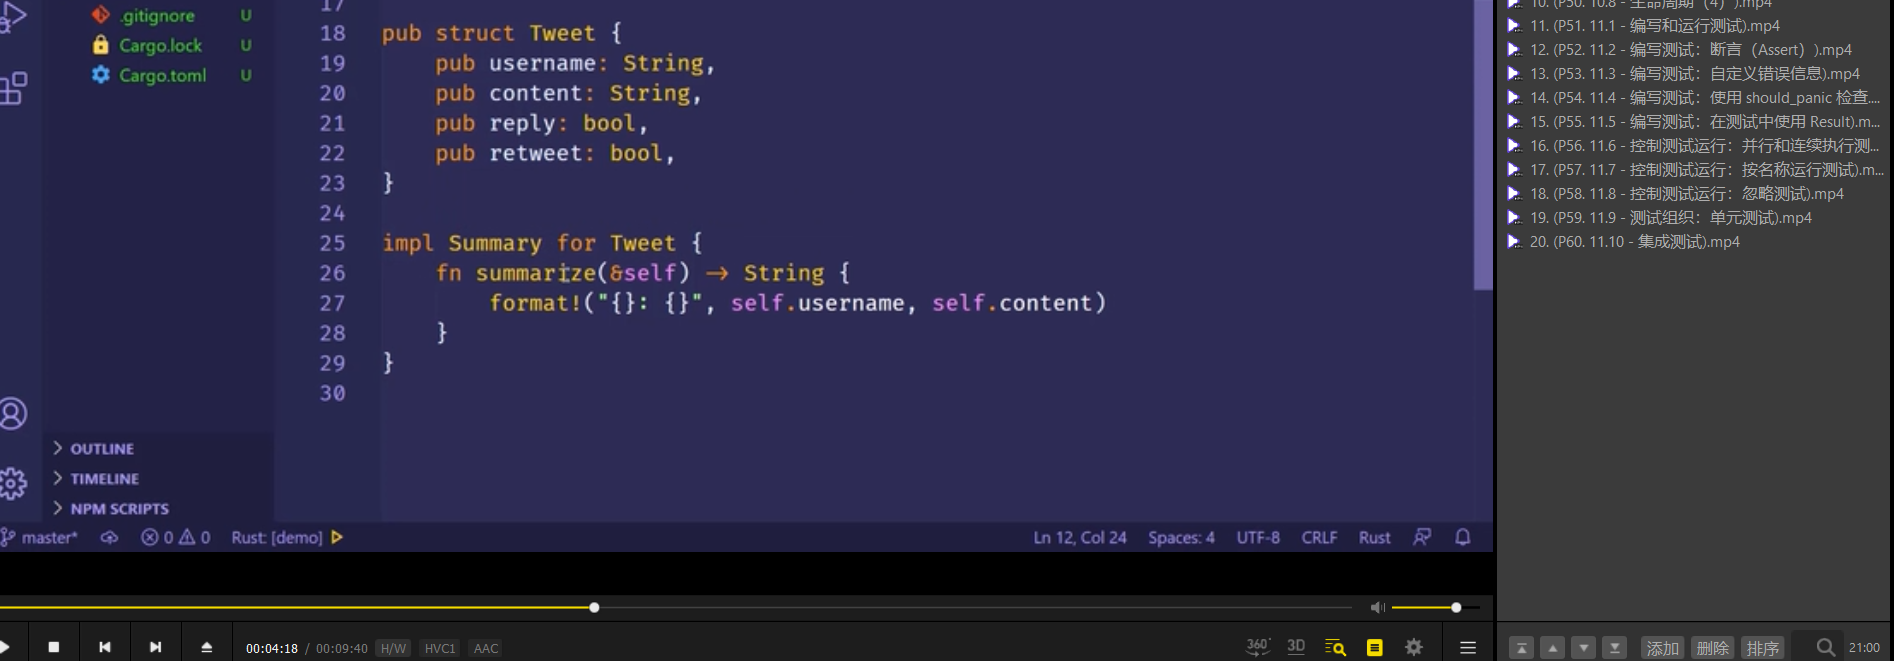 .gitignore U
Cargo.lock U
Cargo.toml U
17
18 pub struct Tweet {
19 pub username: String,
20 pub content: String,
21 pub reply: bool,
22 pub retweet: bool,
23 }
24
25 impl Summary for Tweet {
26 fn summarize(&self) -> String {
27 format!("{}: {}", self.username, self.content)
28 }
29 }
30
OUTLINE
TIMELINE
NPM SCRIPTS
master* 0 0 Rust: [demo] Ln 12, Col 24 Spaces: 4 UTF-8 CRLF Rust
00:04:18 / 00:09:40 H/W HVC1 AAC 360° 3D
10. (P50. 10.8 - 生命周期（4）).mp4
11. (P51. 11.1 - 编写和运行测试).mp4
12. (P52. 11.2 - 编写测试：断言（Assert）).mp4
13. (P53. 11.3 - 编写测试：自定义错误信息).mp4
14. (P54. 11.4 - 编写测试：使用 should_panic 检查....
15. (P55. 11.5 - 编写测试：在测试中使用 Result).m...
16. (P56. 11.6 - 控制测试运行：并行和连续执行测...
17. (P57. 11.7 - 控制测试运行：按名称运行测试).m...
18. (P58. 11.8 - 控制测试运行：忽略测试).mp4
19. (P59. 11.9 - 测试组织：单元测试).mp4
20. (P60. 11.10 - 集成测试).mp4
添加 删除 排序 21:00